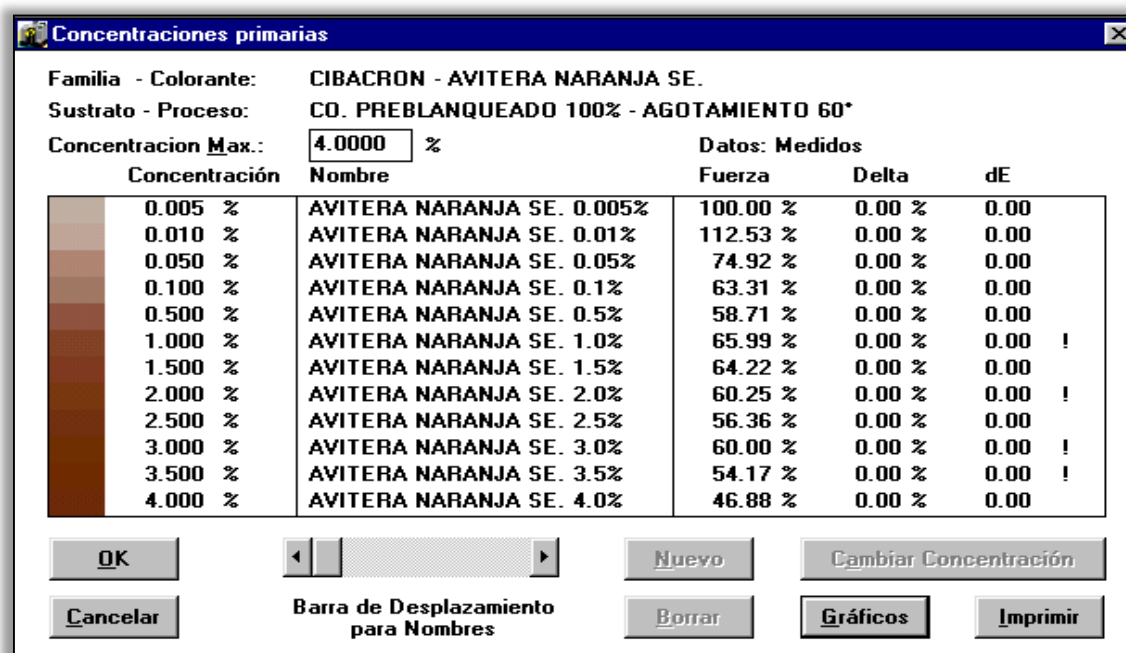 Concentraciones primarias
Familia - Colorante: CIBACRON - AVITERA NARANJA SE.
Sustrato - Proceso: CO. PREBLANQUEADO 100% - AGOTAMIENTO 60*
Concentracion Max.: 4.0000 % Datos: Medidos
Concentración Nombre Fuerza Delta dE
0.005 % AVITERA NARANJA SE. 0.005% 100.00 % 0.00 % 0.00
0.010 % AVITERA NARANJA SE. 0.01% 112.53 % 0.00 % 0.00
0.050 % AVITERA NARANJA SE. 0.05% 74.92 % 0.00 % 0.00
0.100 % AVITERA NARANJA SE. 0.1% 63.31 % 0.00 % 0.00
0.500 % AVITERA NARANJA SE. 0.5% 58.71 % 0.00 % 0.00
1.000 % AVITERA NARANJA SE. 1.0% 65.99 % 0.00 % 0.00 !
1.500 % AVITERA NARANJA SE. 1.5% 64.22 % 0.00 % 0.00
2.000 % AVITERA NARANJA SE. 2.0% 60.25 % 0.00 % 0.00 !
2.500 % AVITERA NARANJA SE. 2.5% 56.36 % 0.00 % 0.00
3.000 % AVITERA NARANJA SE. 3.0% 60.00 % 0.00 % 0.00 !
3.500 % AVITERA NARANJA SE. 3.5% 54.17 % 0.00 % 0.00 !
4.000 % AVITERA NARANJA SE. 4.0% 46.88 % 0.00 % 0.00
OK Nuevo Cambiar Concentración
Cancelar Barra de Desplazamiento
para Nombres Borrar Gráficos Imprimir